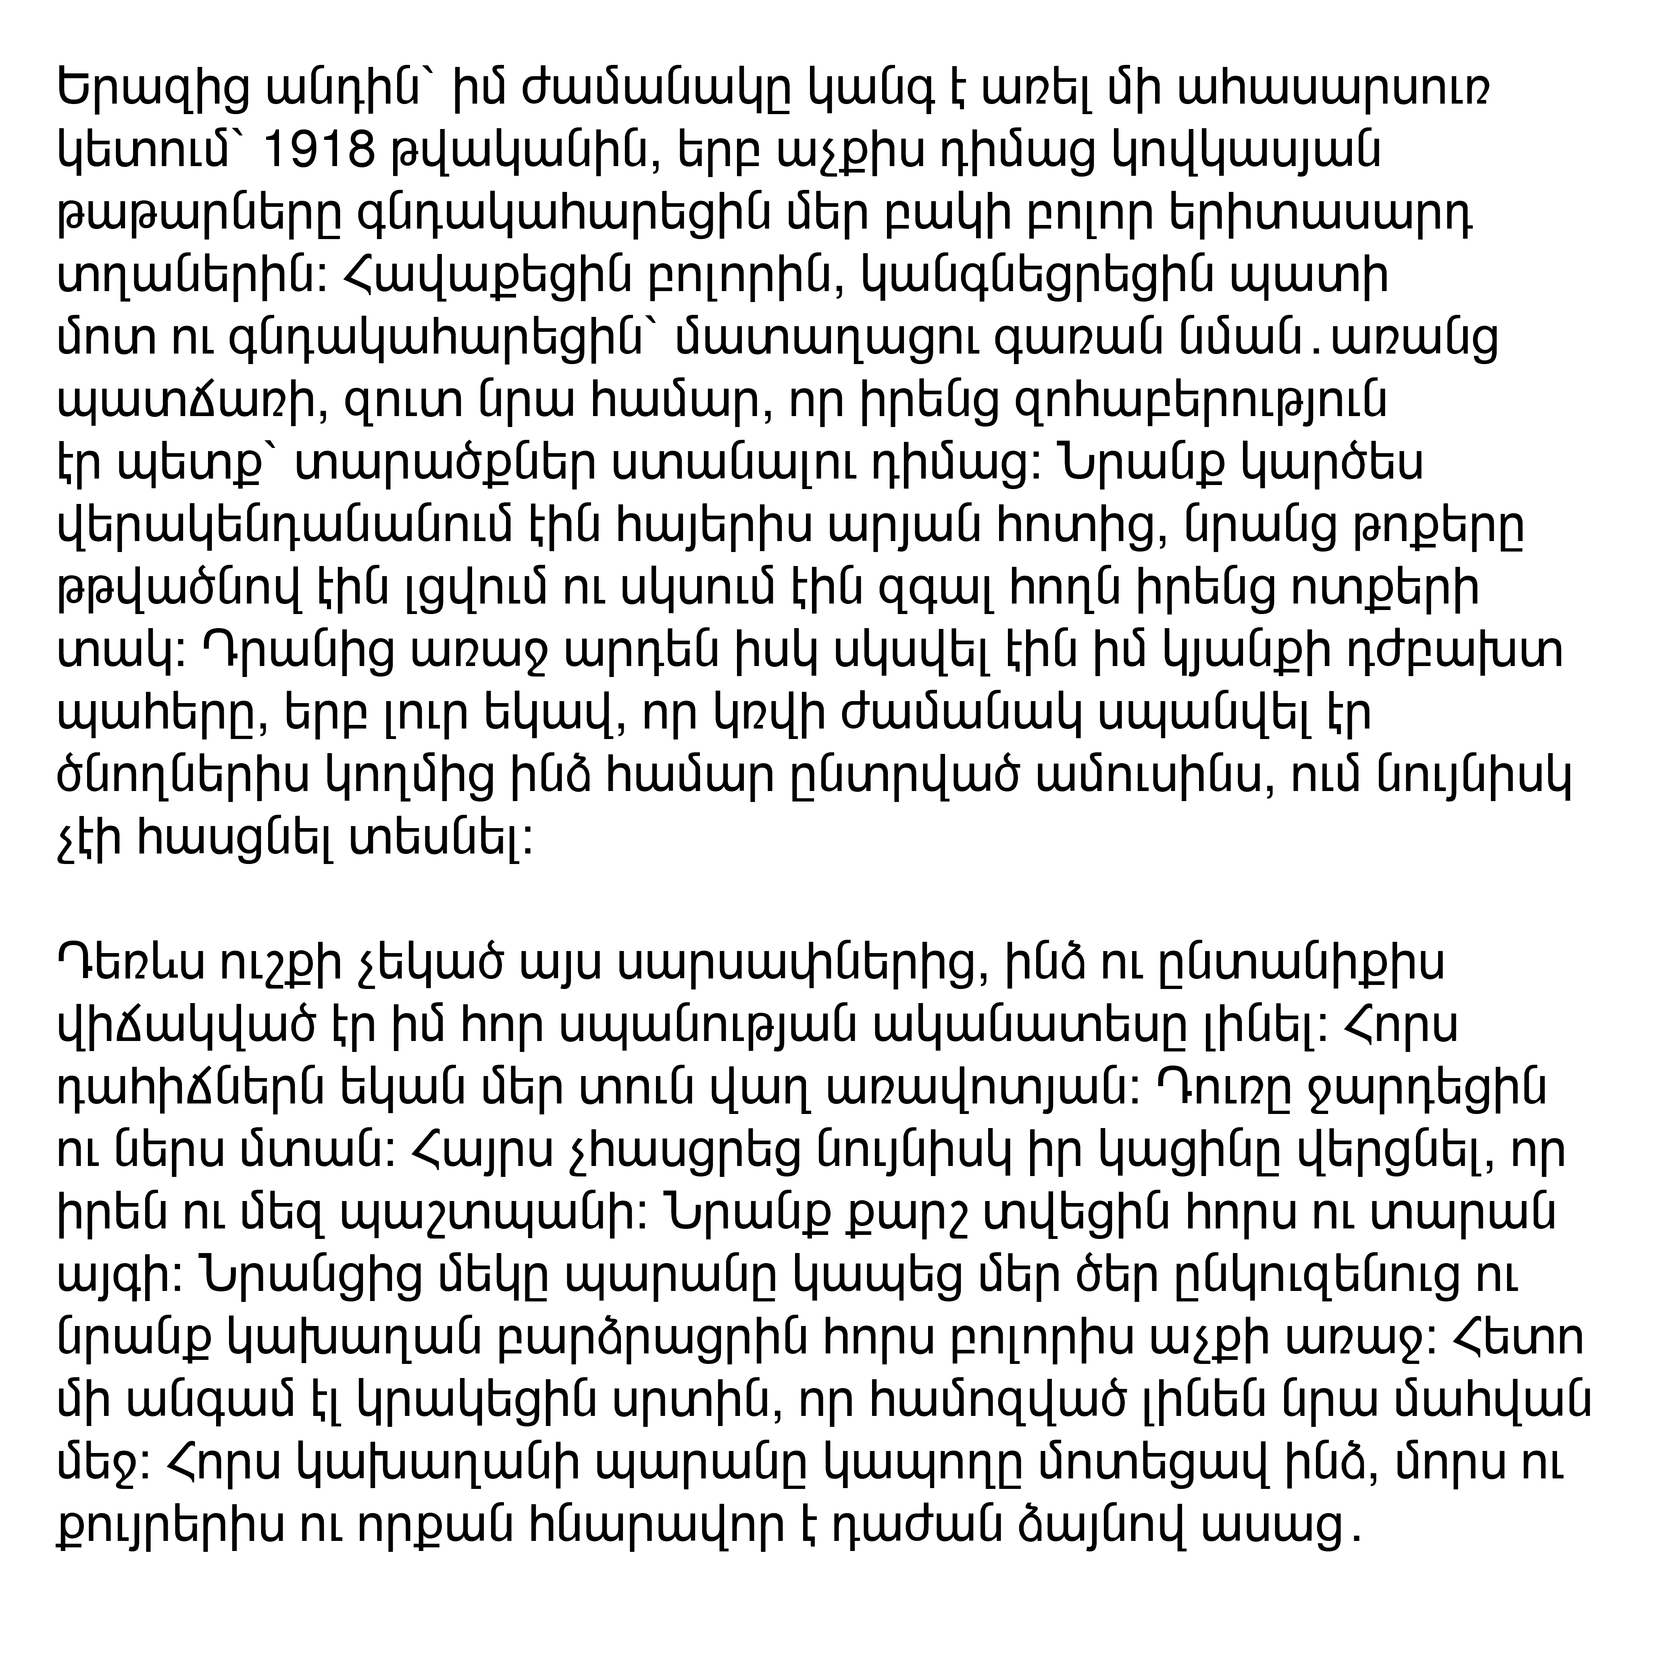 Երազից անդին՝ իմ ժամանակը կանգ է առել մի ահասարսուռ
կետում՝ 1918 թվականին, երբ աչքիս դիմաց կովկասյան
թաթարները գնդակահարեցին մեր բակի բոլոր երիտասարդ
տղաներին։ Հավաքեցին բոլորին, կանգնեցրեցին պատի
մոտ ու գնդակահարեցին՝ մատաղացու գառան նման․առանց
պատճառի, զուտ նրա համար, որ իրենց զոհաբերություն
էր պետք՝ տարածքներ ստանալու դիմաց։ Նրանք կարծես
վերակենդանանում էին հայերիս արյան հոտից, նրանց թոքերը
թթվածնով էին լցվում ու սկսում էին զգալ հողն իրենց ոտքերի
տակ։ Դրանից առաջ արդեն իսկ սկսվել էին իմ կյանքի դժբախտ
պահերը, երբ լուր եկավ, որ կռվի ժամանակ սպանվել էր
ծնողներիս կողմից ինձ համար ընտրված ամուսինս, ում նույնիսկ
չէի հասցնել տեսնել։
Դեռևս ուշքի չեկած այս սարսափներից, ինձ ու ընտանիքիս
վիճակված էր իմ հոր սպանության ականատեսը լինել։ Հորս
դահիճներն եկան մեր տուն վաղ առավոտյան։ Դուռը ջարդեցին
ու ներս մտան։ Հայրս չհասցրեց նույնիսկ իր կացինը վերցնել, որ
իրեն ու մեզ պաշտպանի։ Նրանք քարշ տվեցին հորս ու տարան
այգի։ Նրանցից մեկը պարանը կապեց մեր ծեր ընկուզենուց ու
նրանք կախաղան բարձրացրին հորս բոլորիս աչքի առաջ։ Հետո
մի անգամ էլ կրակեցին սրտին, որ համոզված լինեն նրա մահվան
մեջ։ Հորս կախաղանի պարանը կապողը մոտեցավ ինձ, մորս ու
քույրերիս ու որքան հնարավոր է դաժան ձայնով ասաց․